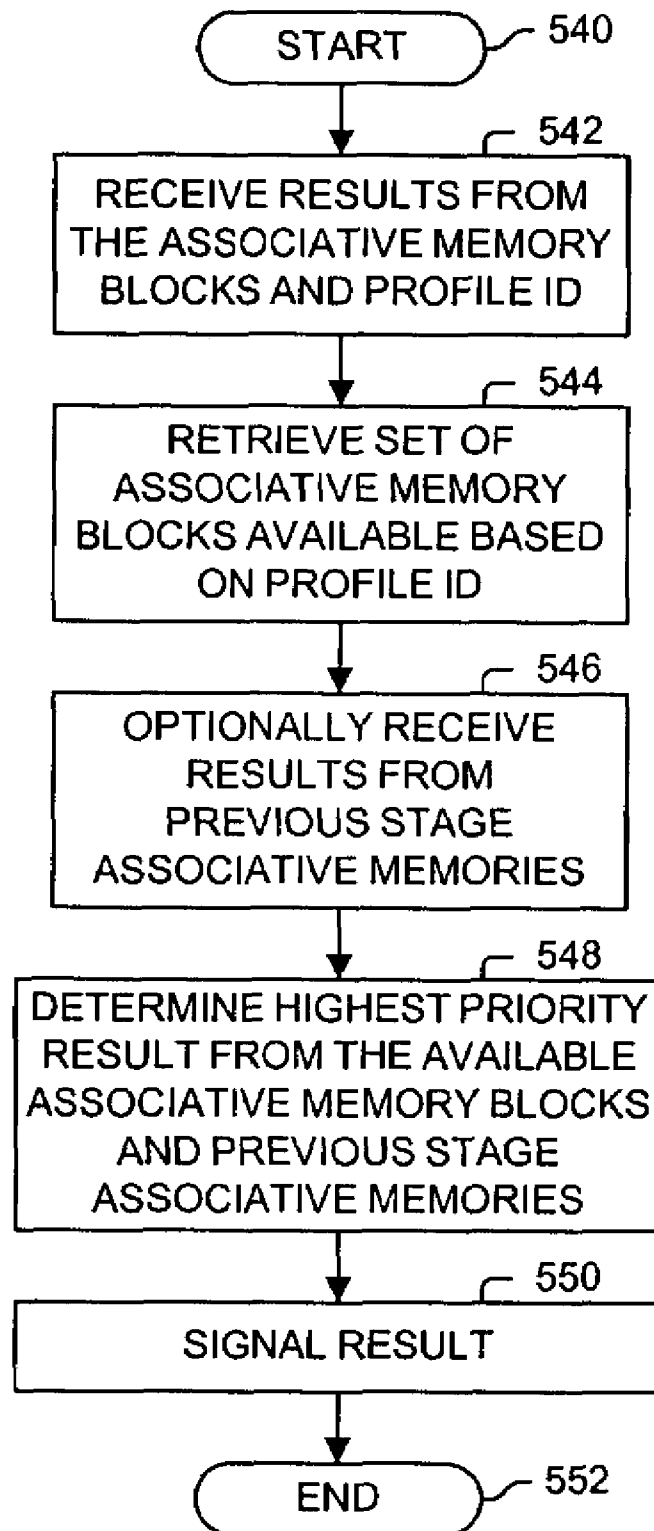 START
540
542
RECEIVE RESULTS FROM
THE ASSOCIATIVE MEMORY
BLOCKS AND PROFILE ID
544
RETRIEVE SET OF
ASSOCIATIVE MEMORY
BLOCKS AVAILABLE BASED
ON PROFILE ID
546
OPTIONALLY RECEIVE
RESULTS FROM
PREVIOUS STAGE
ASSOCIATIVE MEMORIES
548
DETERMINE HIGHEST PRIORITY
RESULT FROM THE AVAILABLE
ASSOCIATIVE MEMORY BLOCKS
AND PREVIOUS STAGE
ASSOCIATIVE MEMORIES
550
SIGNAL RESULT
END
552